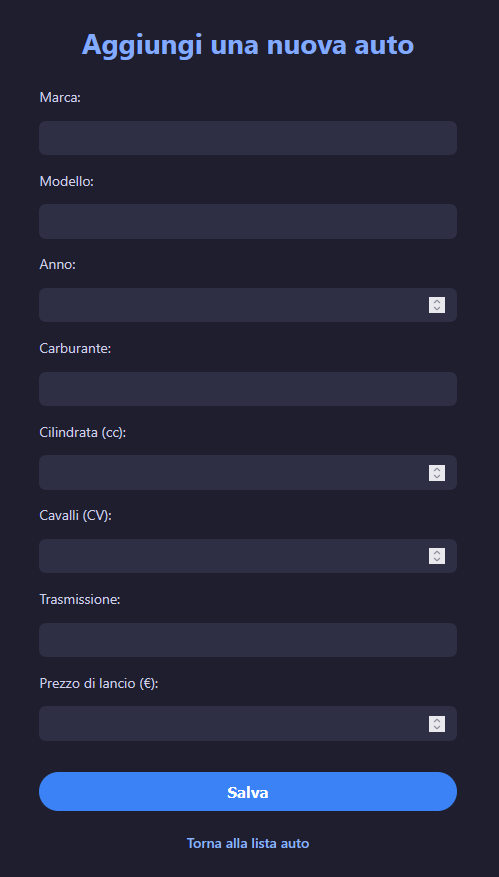 Aggiungi una nuova auto
Marca:
Modello:
Anno:
Carburante:
Cilindrata (cc):
Cavalli (CV):
Trasmissione:
Prezzo di lancio (€):
Salva
Torna alla lista auto